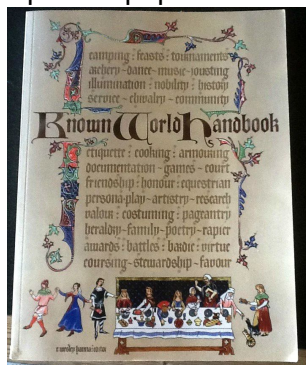 camping : feasts : tournaments
archery - dance - music - jousting
illumination : nobility : history
service - chivalry - community
Known World Handbook
etiquette : cooking : armouring
documentation - games - court
friendship : honour : equestrian
persona-play - artistry - research
valour : costuming : pageantry
heraldry - family - poetry - rapier
awards : battles : bardic : virtue
coursing - stewardship - favour